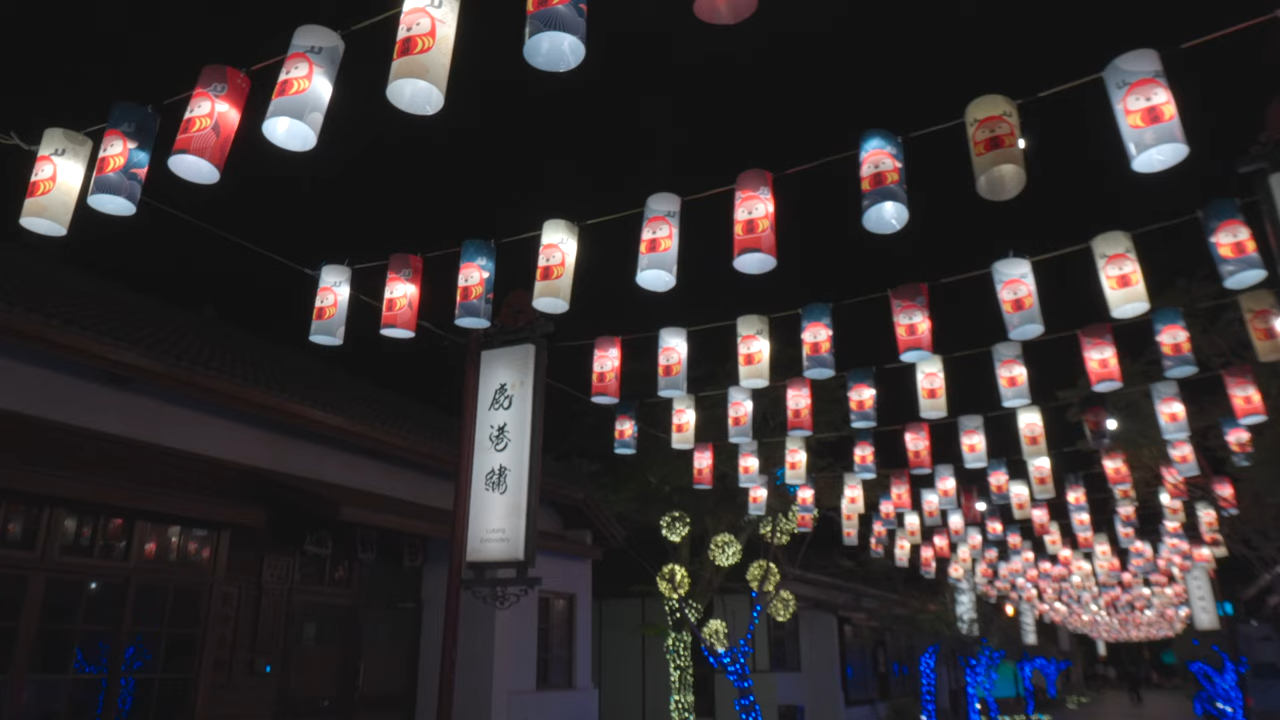 鹿港繡
Lukang
Embroidery